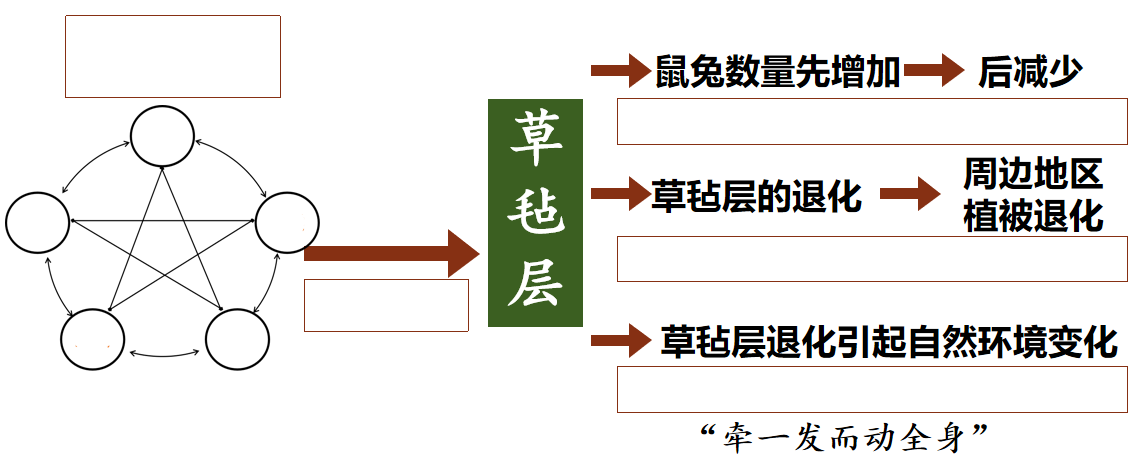 草毡层
鼠兔数量先增加
后减少
草毡层的退化
周边地区
植被退化
草毡层退化引起自然环境变化
“牵一发而动全身”